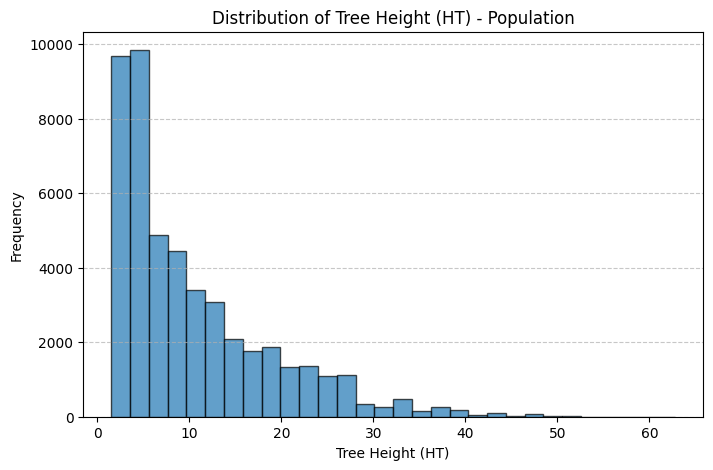 Distribution of Tree Height (HT) - Population
10000
8000
6000
4000
2000
0
Frequency
0 10 20 30 40 50 60
Tree Height (HT)